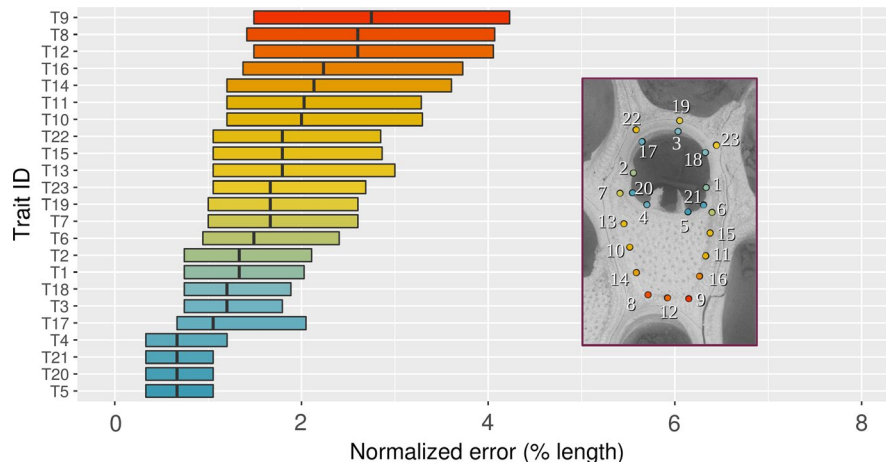 T9
T8
T12
T16
T14
T11
T10
T22
T15
T13
T23
T19
T7
T6
T2
T1
T18
T3
T17
T4
T21
T20
T5
Trait ID
0 2 4 6 8
Normalized error (% length)
19
22 3 23
17 18
2
7 20 21 1
4 5 6
13 15
10 11
14 16
8 12 9